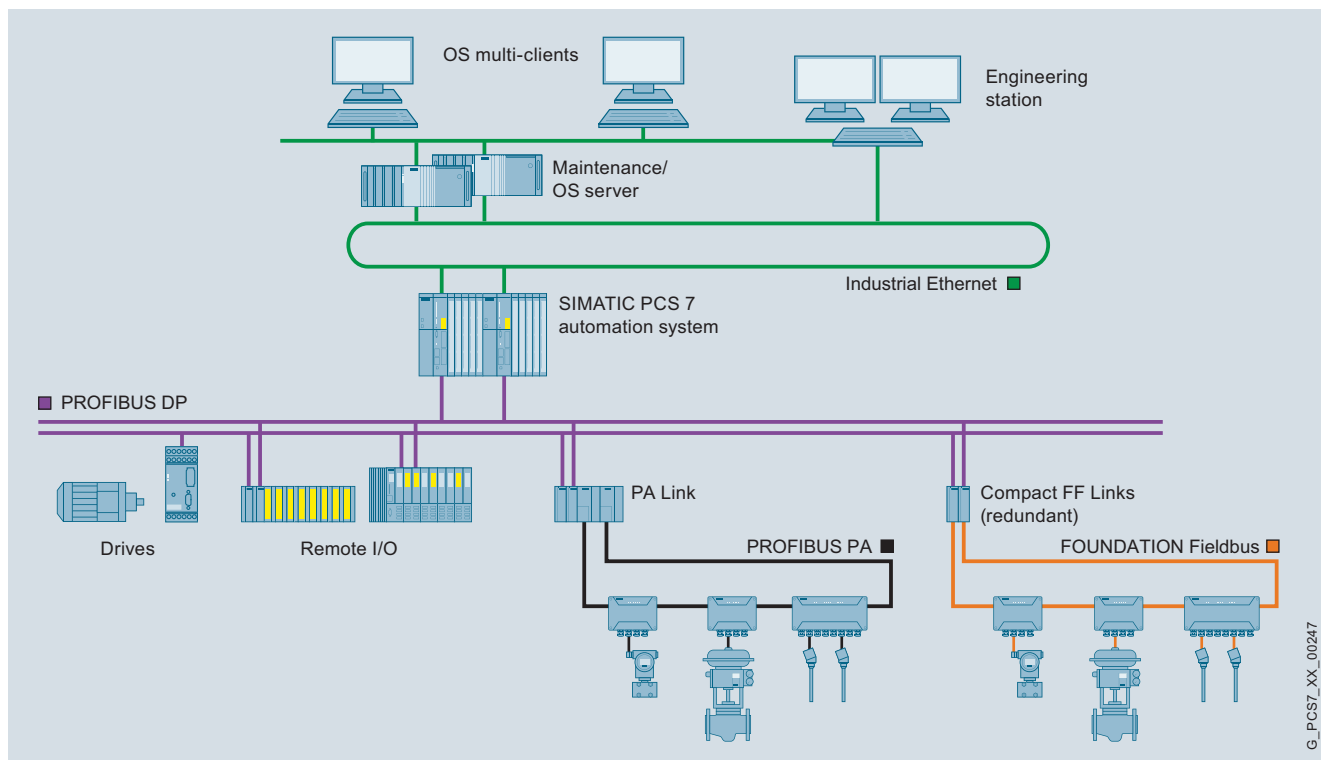 OS multi-clients
Engineering
station
Maintenance/
OS server
Industrial Ethernet
SIMATIC PCS 7
automation system
PROFIBUS DP
PA Link
Compact FF Links
(redundant)
Drives
Remote I/O
PROFIBUS PA
FOUNDATION Fieldbus
G_PCS7_XX_00247